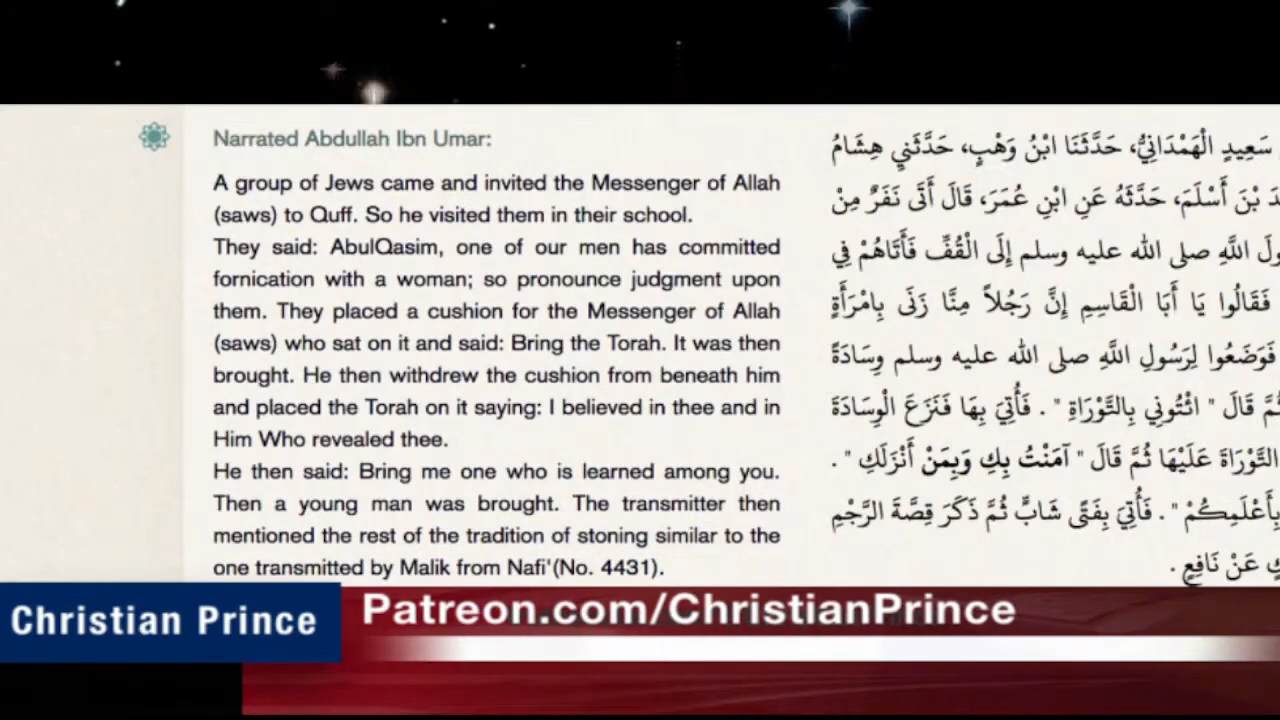 Narrated Abdullah Ibn Umar:
A group of Jews came and invited the Messenger of Allah
(saws) to Quff. So he visited them in their school.
They said: AbulQasim, one of our men has committed
fornication with a woman; so pronounce judgment upon
them. They placed a cushion for the Messenger of Allah
(saws) who sat on it and said: Bring the Torah. It was then
brought. He then withdrew the cushion from beneath him
and placed the Torah on it saying: I believed in thee and in
Him Who revealed thee.
He then said: Bring me one who is learned among you.
Then a young man was brought. The transmitter then
mentioned the rest of the tradition of stoning similar to the
one transmitted by Malik from Nafi'(No. 4431).
سَعِيدٍ الْهَمْدَانِيُّ، حَدَّثَنَا ابْنُ وَهْبٍ، حَدَّثَنِي هِشَامُ
بْنَ أَسْلَمَ، حَدَّثَهُ عَنِ ابْنِ عُمَرَ، قَالَ أَتَى نَفَرٌ مِنْ
اللَّهِ صلى الله عليه وسلم إِلَى الْقُفِّ فَأَتَاهُمْ فِي
فَقَالُوا يَا أَبَا الْقَاسِمِ إِنَّ رَجُلاً مِنَّا زَنَى بِامْرَأَةٍ
فَوَضَعُوا لِرَسُولِ اللَّهِ صلى الله عليه وسلم وِسَادَةً
قَالَ " ائْتُونِي بِالتَّوْرَاةِ " . فَأُتِيَ بِهَا فَنَزَعَ الْوِسَادَةَ
التَّوْرَاةَ عَلَيْهَا ثُمَّ قَالَ " آمَنْتُ بِكِ وَبِمَنْ أَنْزَلَكِ " .
بِأَعْلَمِكُمْ " . فَأُتِيَ بِفَتًى شَابٍّ ثُمَّ ذَكَرَ قِصَّةَ الرَّجْمِ
عَنْ نَافِعٍ .
Christian Prince
Patreon.com/ChristianPrince